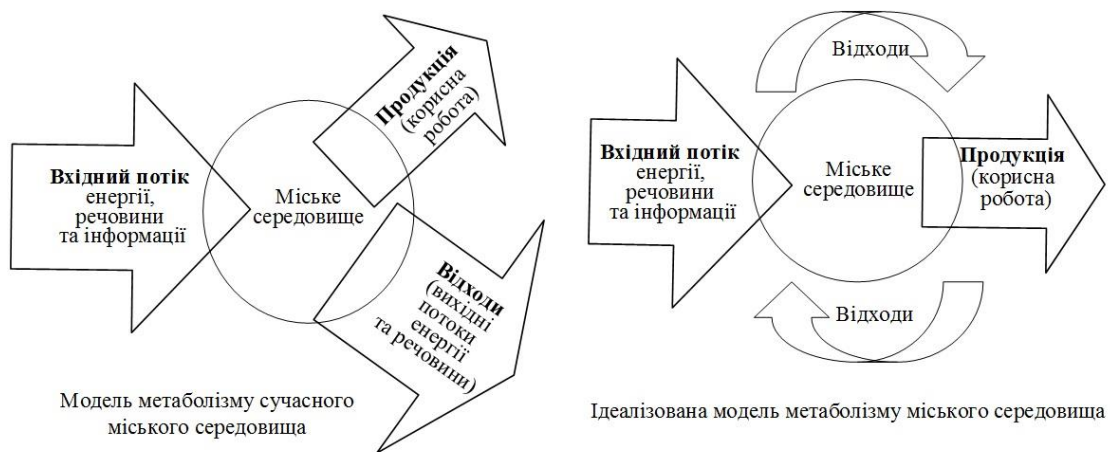 Вхідний потік
енергії,
речовини
та інформації
Міське
середовище
Продукція
(корисна
робота)
Відходи
(вихідні
потоки
енергії
та речовини)
Модель метаболізму сучасного
міського середовища
Відходи
Вхідний потік
енергії,
речовини
та інформації
Міське
середовище
Продукція
(корисна
робота)
Відходи
Ідеалізована модель метаболізму міського середовища